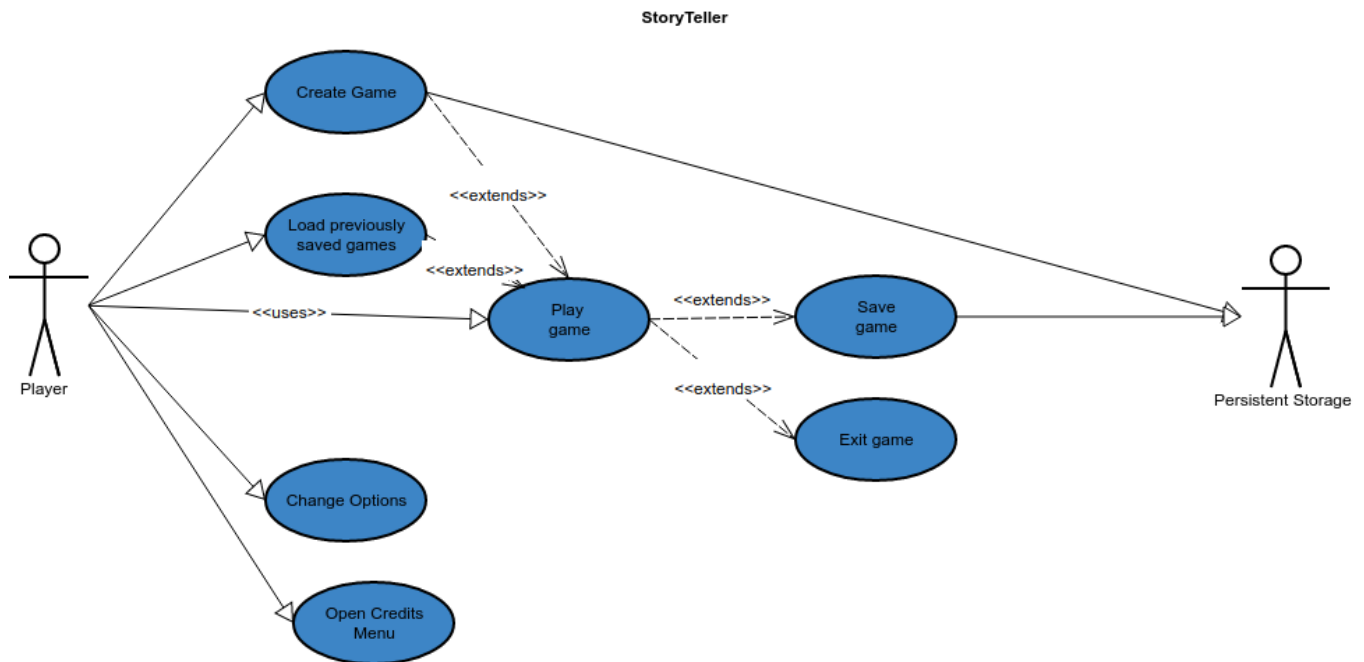 StoryTeller
Create Game
<<extends>>
Load previously
saved games
<<extends>>
<<uses>>
Play
game
<<extends>>
Save
game
<<extends>>
Exit game
Player
Persistent Storage
Change Options
Open Credits
Menu